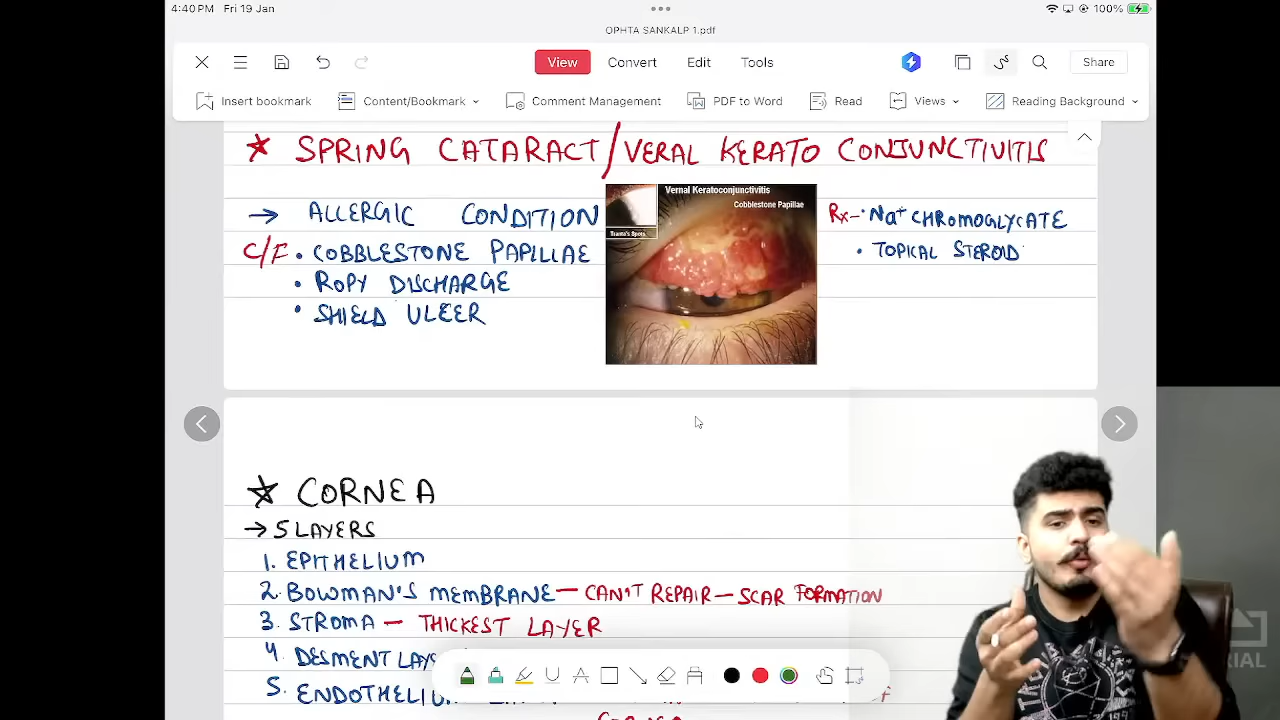 4:40 PM Fri 19 Jan
100%
OPHTA SANKALP 1.pdf
View Convert Edit Tools
Share
Insert bookmark Content/Bookmark Comment Management PDF to Word Read Views Reading Background
SPRING CATARACT/VERAL KERATO CONJUNCTIVITIS
→ ALLERGIC CONDITION
C/F • COBBLESTONE PAPILLAE
• ROPY DISCHARGE
• SHIELD ULCER
Vernal Keratoconjunctivitis
Cobblestone Papillae
Tranta's Spots
Rx- • Na+ CHROMOGLYCATE
• TOPICAL STEROID
CORNEA
→ 5 LAYERS
1. EPITHELIUM
2. BOWMAN'S MEMBRANE – CAN'T REPAIR – SCAR FORMATION
3. STROMA – THICKEST LAYER
4. DESMENT
5.
CORNEA